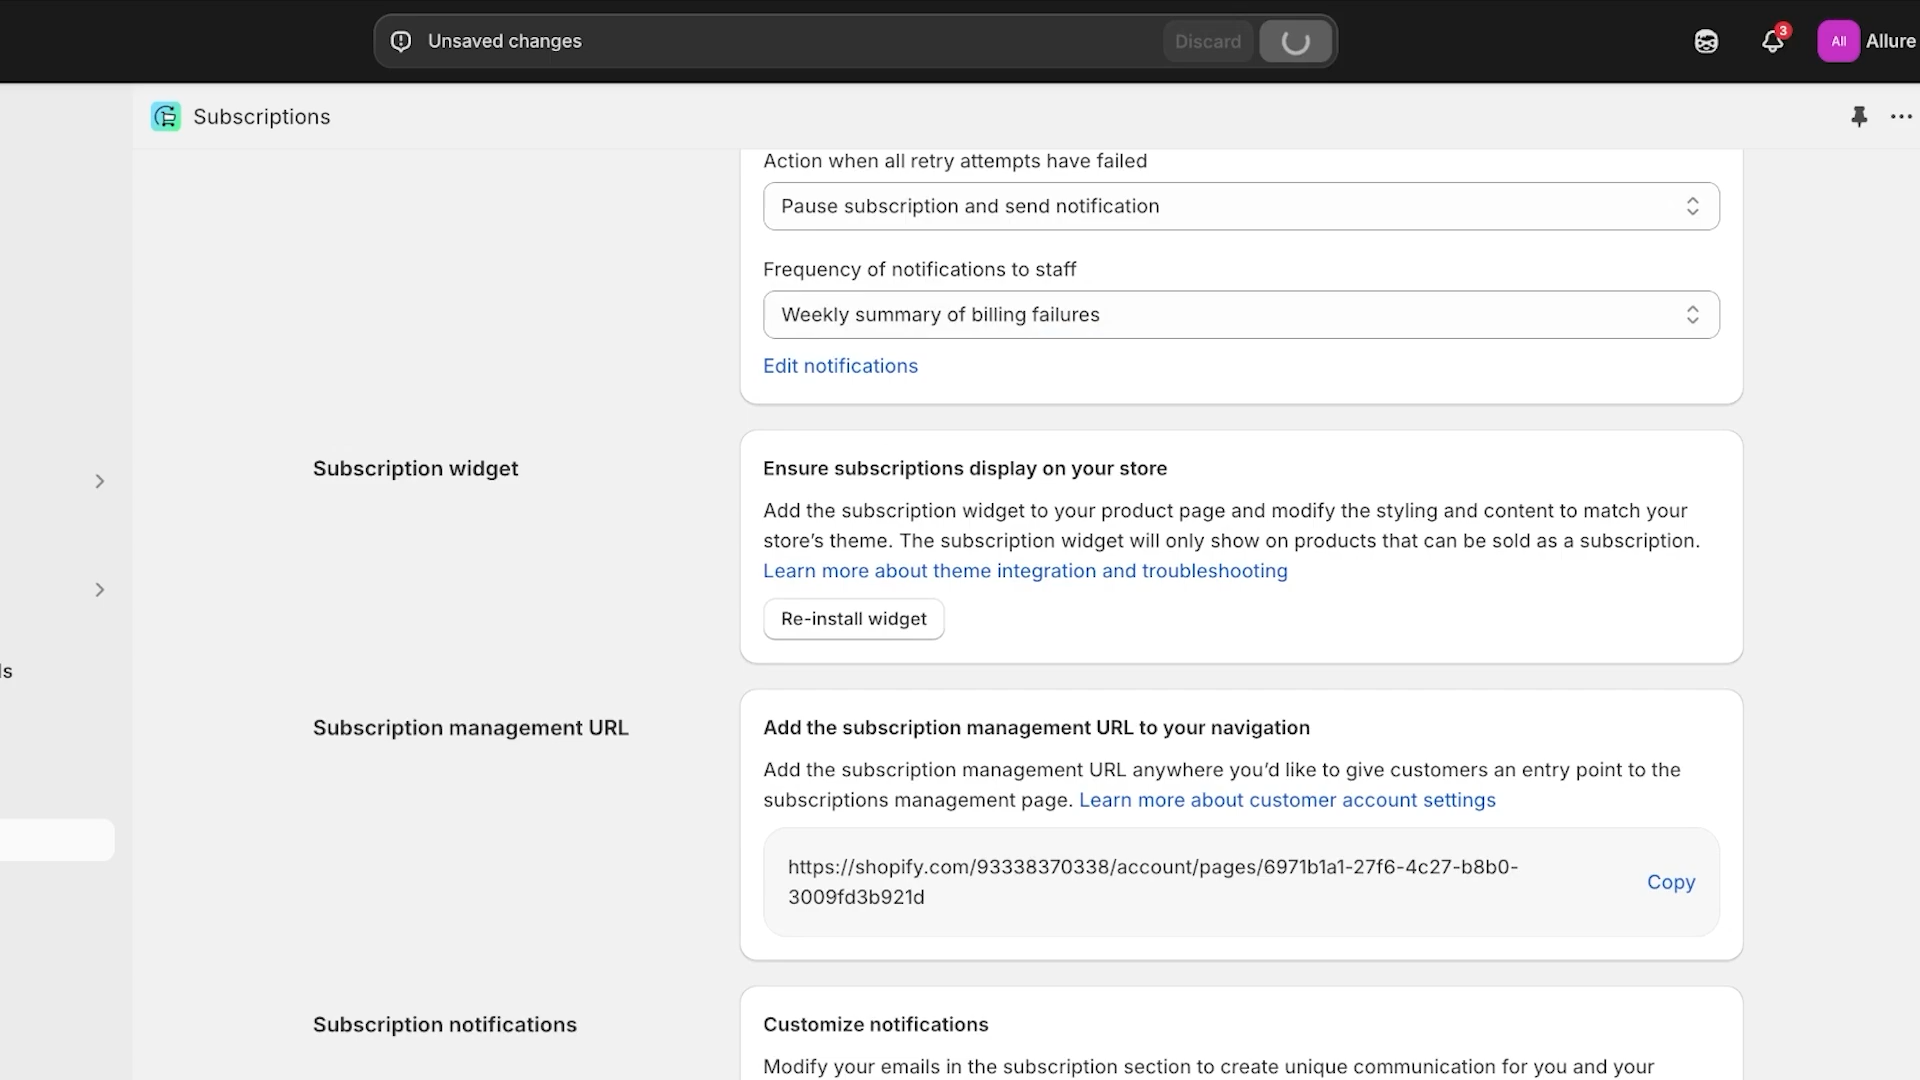 Unsaved changes
Discard
3
All
Allure
Subscriptions
Action when all retry attempts have failed
Pause subscription and send notification
Frequency of notifications to staff
Weekly summary of billing failures
Edit notifications
Subscription widget
Ensure subscriptions display on your store
Add the subscription widget to your product page and modify the styling and content to match your
store’s theme. The subscription widget will only show on products that can be sold as a subscription.
Learn more about theme integration and troubleshooting
Re-install widget
ls
Subscription management URL
Add the subscription management URL to your navigation
Add the subscription management URL anywhere you’d like to give customers an entry point to the
subscriptions management page. Learn more about customer account settings
https://shopify.com/93338370338/account/pages/6971b1a1-27f6-4c27-b8b0-
3009fd3b921d
Copy
Subscription notifications
Customize notifications
Modify your emails in the subscription section to create unique communication for you and your